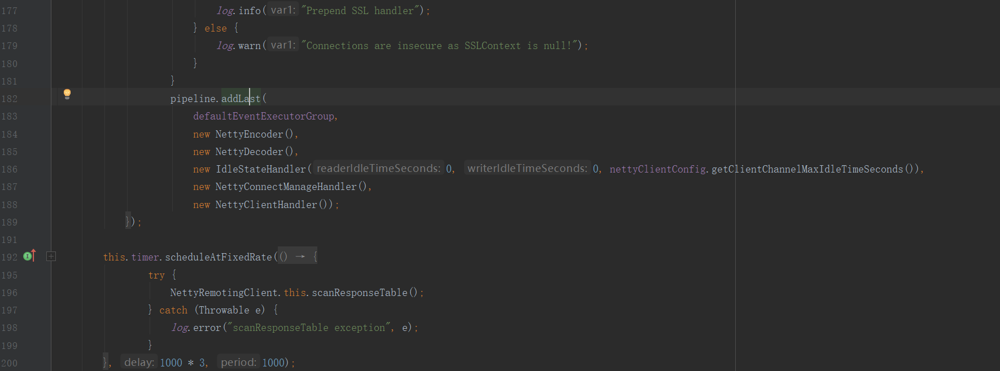 177 log.info( var1: "Prepend SSL handler");
178 } else {
179 log.warn( var1: "Connections are insecure as SSLContext is null!");
180 }
181 }
182 pipeline.addLast(
183 defaultEventExecutorGroup,
184 new NettyEncoder(),
185 new NettyDecoder(),
186 new IdleStateHandler( readerIdleTimeSeconds: 0, writerIdleTimeSeconds: 0, nettyClientConfig.getClientChannelMaxIdleTimeSeconds()),
187 new NettyConnectManageHandler(),
188 new NettyClientHandler());
189 });
191
192 this.timer.scheduleAtFixedRate(() → {
195 try {
196 NettyRemotingClient.this.scanResponseTable();
197 } catch (Throwable e) {
198 log.error("scanResponseTable exception", e);
199 }
200 }, delay: 1000 * 3, period: 1000);